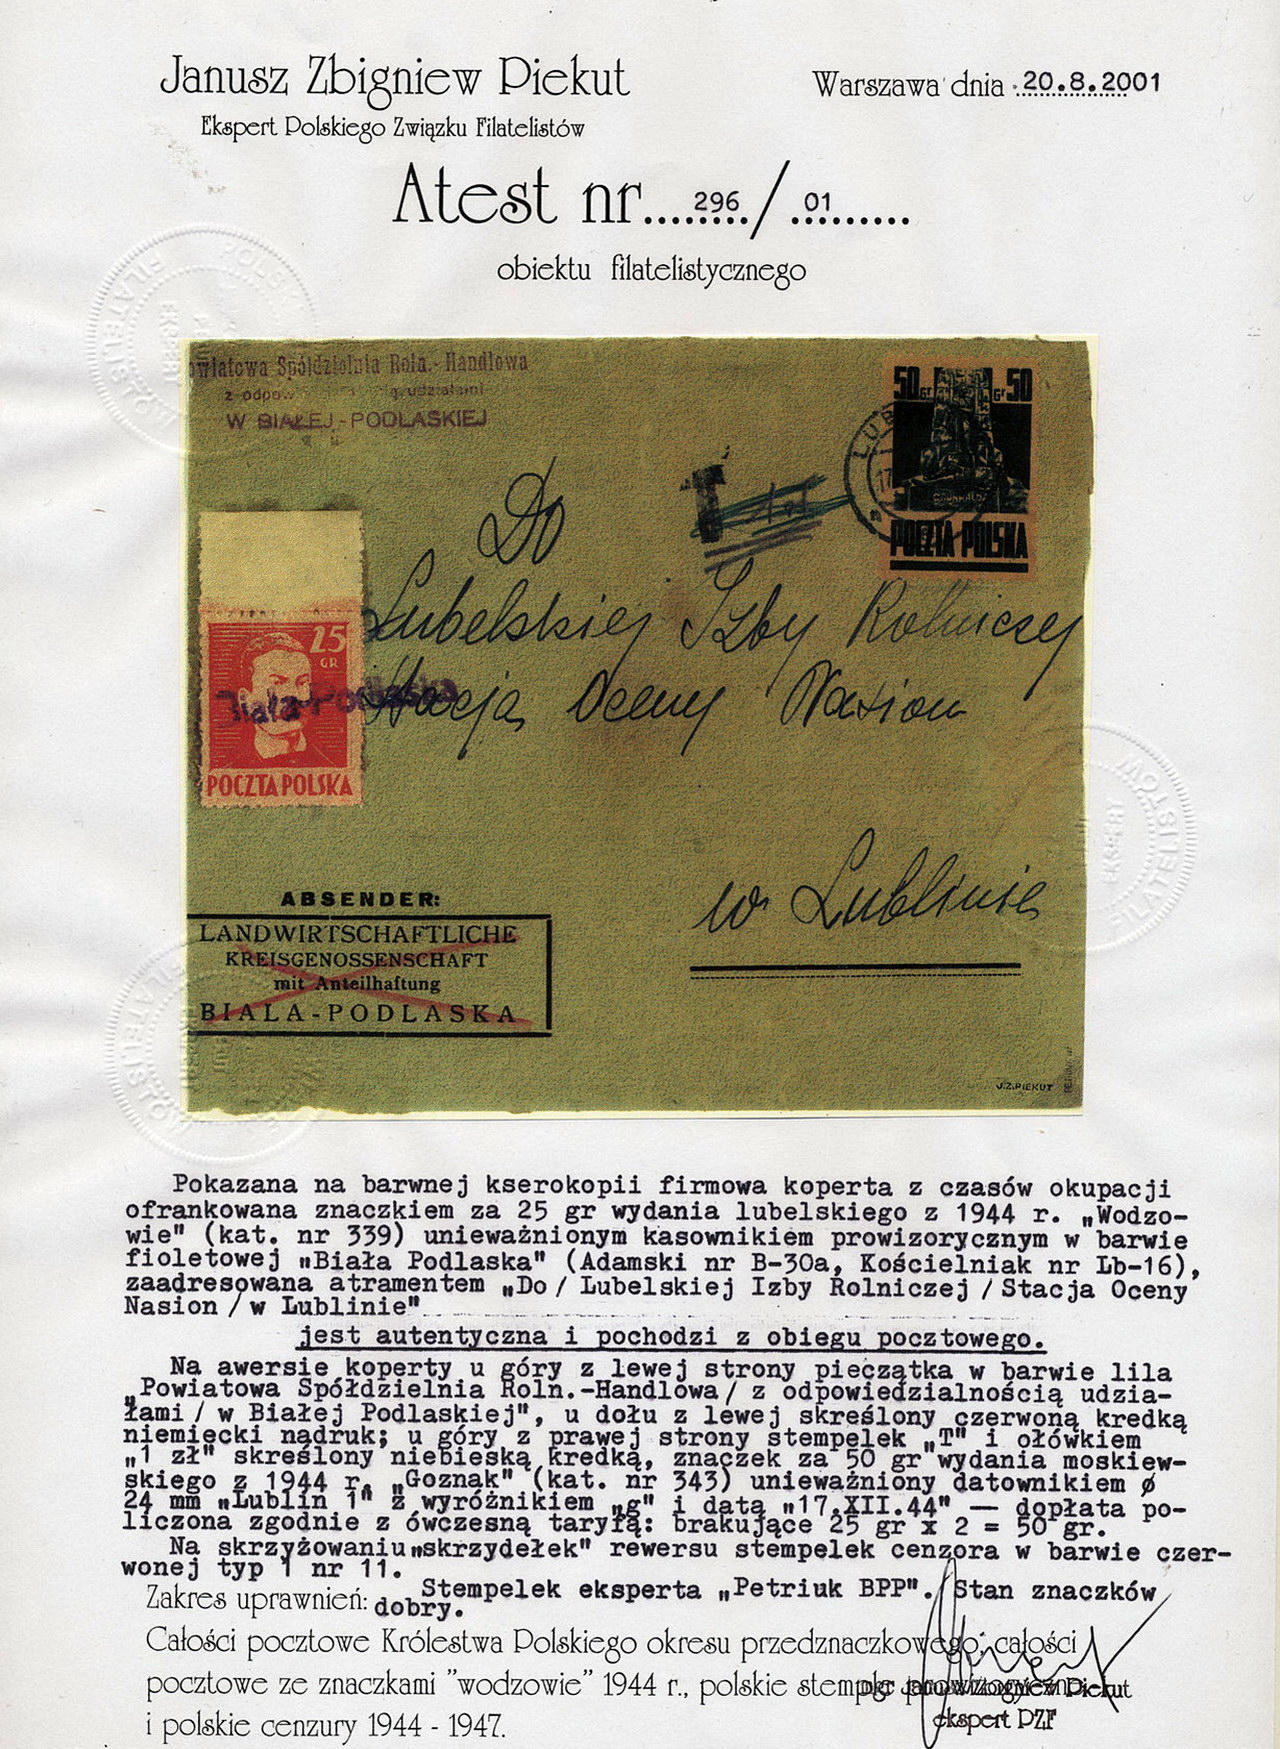 Janusz Zbigniew Piekut
Warszawa dnia 20.8.2001
Ekspert Polskiego Związku Filatelistów
Atest nr........296/..01.........
obiektu filatelistycznego
owiatowa Spółdzielnia Roln.-Handlowa
z odpow udziałami
W BIAŁEJ-PODLASKIEJ
50 gr gr 50
GRUNWALD
POCZTA POLSKA
LUB
17
T
Do
Lubelskiej Izby Rolniczej
Stacja Oceny Nasion
w Lublinie
25
GR
Biała Podlaska
POCZTA POLSKA
ABSENDER:
LANDWIRTSCHAFTLICHE
KREISGENOSSENSCHAFT
mit Anteilhaftung
BIALA-PODLASKA
J.Z.PIEKUT
Pokazana na barwnej kserokopii firmowa koperta z czasów okupacji
ofrankowana znaczkiem za 25 gr wydania lubelskiego z 1944 r. „Wodzo-
wie" (kat. nr 339) unieważnionym kasownikiem prowizorycznym w barwie
fioletowej „Biała Podlaska" (Adamski nr B-30a, Kościelniak nr Lb-16),
zaadresowana atramentem „Do / Lubelskiej Izby Rolniczej / Stacja Oceny
Nasion / w Lublinie"
jest autentyczna i pochodzi z obiegu pocztowego.
Na awersie koperty u góry z lewej strony pieczątka w barwie lila
„Powiatowa Spółdzielnia Roln.-Handlowa / z odpowiedzialnością udzia-
łami / w Białej Podlaskiej", u dołu z lewej skreślony czerwoną kredką
niemiecki nadruk; u góry z prawej strony stempelek „T" i ołówkiem
„1 zł" skreślony niebieską kredką, znaczek za 50 gr wydania moskiew-
skiego z 1944 r. „Goznak" (kat. nr 343) unieważniony datownikiem ø
24 mm „Lublin 1" z wyróżnikiem „g" i datą „17.XII.44" — dopłata po-
liczona zgodnie z ówczesną taryfą: brakujące 25 gr x 2 = 50 gr.
Na skrzyżowaniu „skrzydełek" rewersu stempelek cenzora w barwie czer-
wonej typ 1 nr 11.
Stempelek eksperta „Petriuk BPP". Stan znaczków
dobry.
Zakres uprawnień:
Całości pocztowe Królestwa Polskiego okresu przedznaczkowego; całości
pocztowe ze znaczkami "wodzowie" 1944 r., polskie stemple prowizoryczne
i polskie cenzury 1944 - 1947.
mgr Janusz Zbigniew Piekut
ekspert PZF